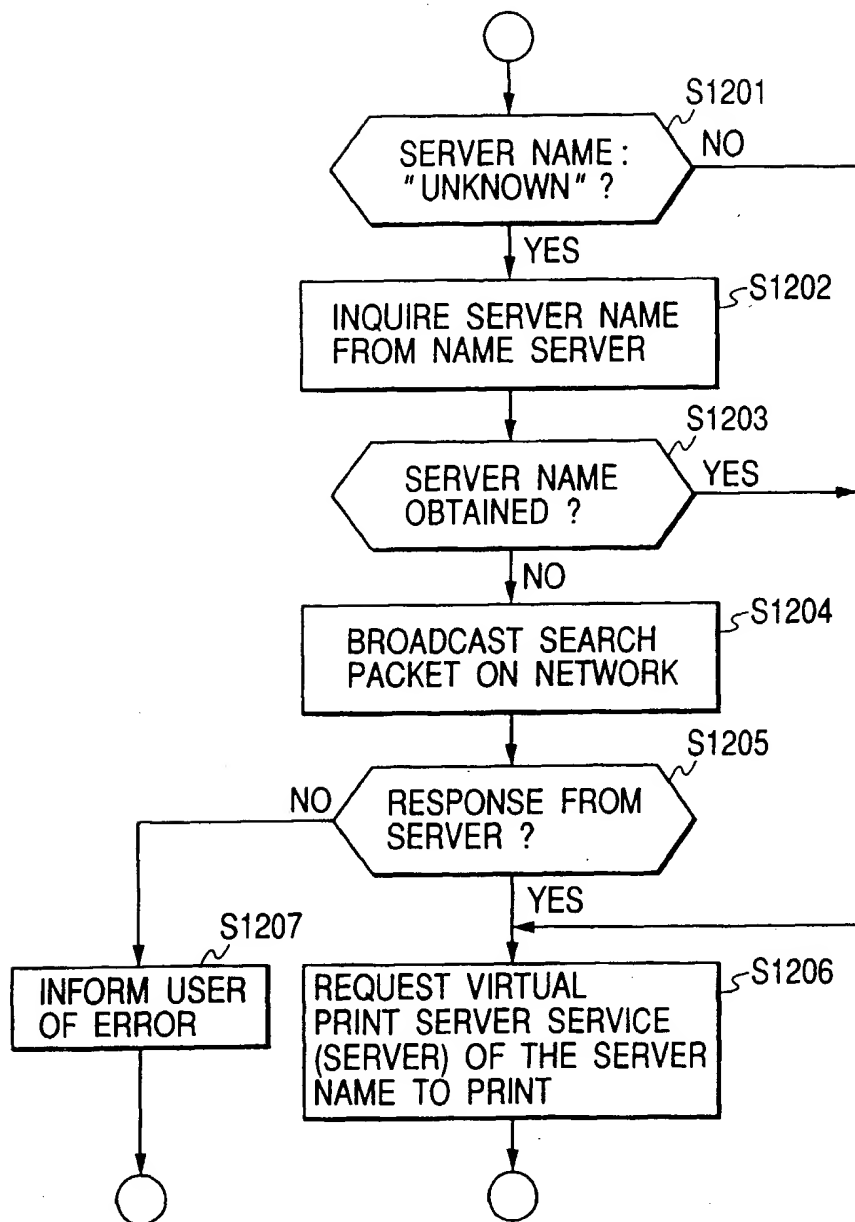 S1201
SERVER NAME :
"UNKNOWN" ?
NO
YES
S1202
INQUIRE SERVER NAME
FROM NAME SERVER
S1203
SERVER NAME
OBTAINED ?
YES
NO
S1204
BROADCAST SEARCH
PACKET ON NETWORK
S1205
RESPONSE FROM
SERVER ?
NO
YES
S1207
INFORM USER
OF ERROR
S1206
REQUEST VIRTUAL
PRINT SERVER SERVICE
(SERVER) OF THE SERVER
NAME TO PRINT